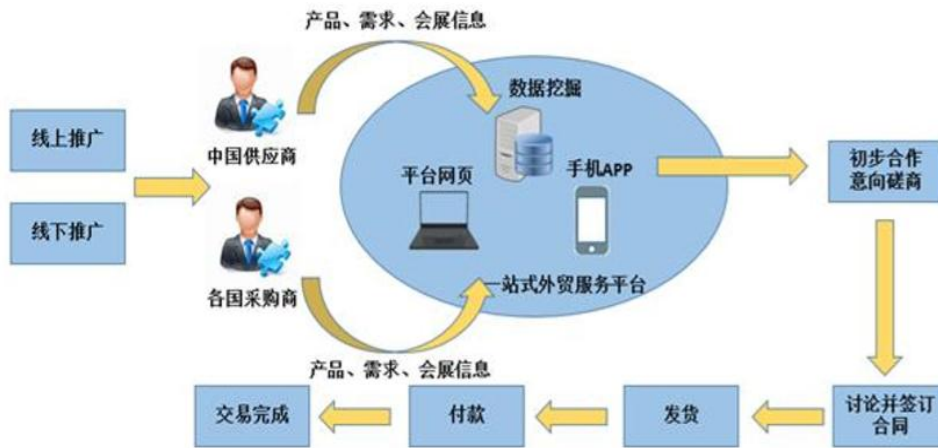 产品、需求、会展信息
数据挖掘
线上推广
中国供应商
平台网页
手机APP
初步合作
意向磋商
线下推广
各国采购商
一站式外贸服务平台
产品、需求、会展信息
交易完成
付款
发货
讨论并签订
合同